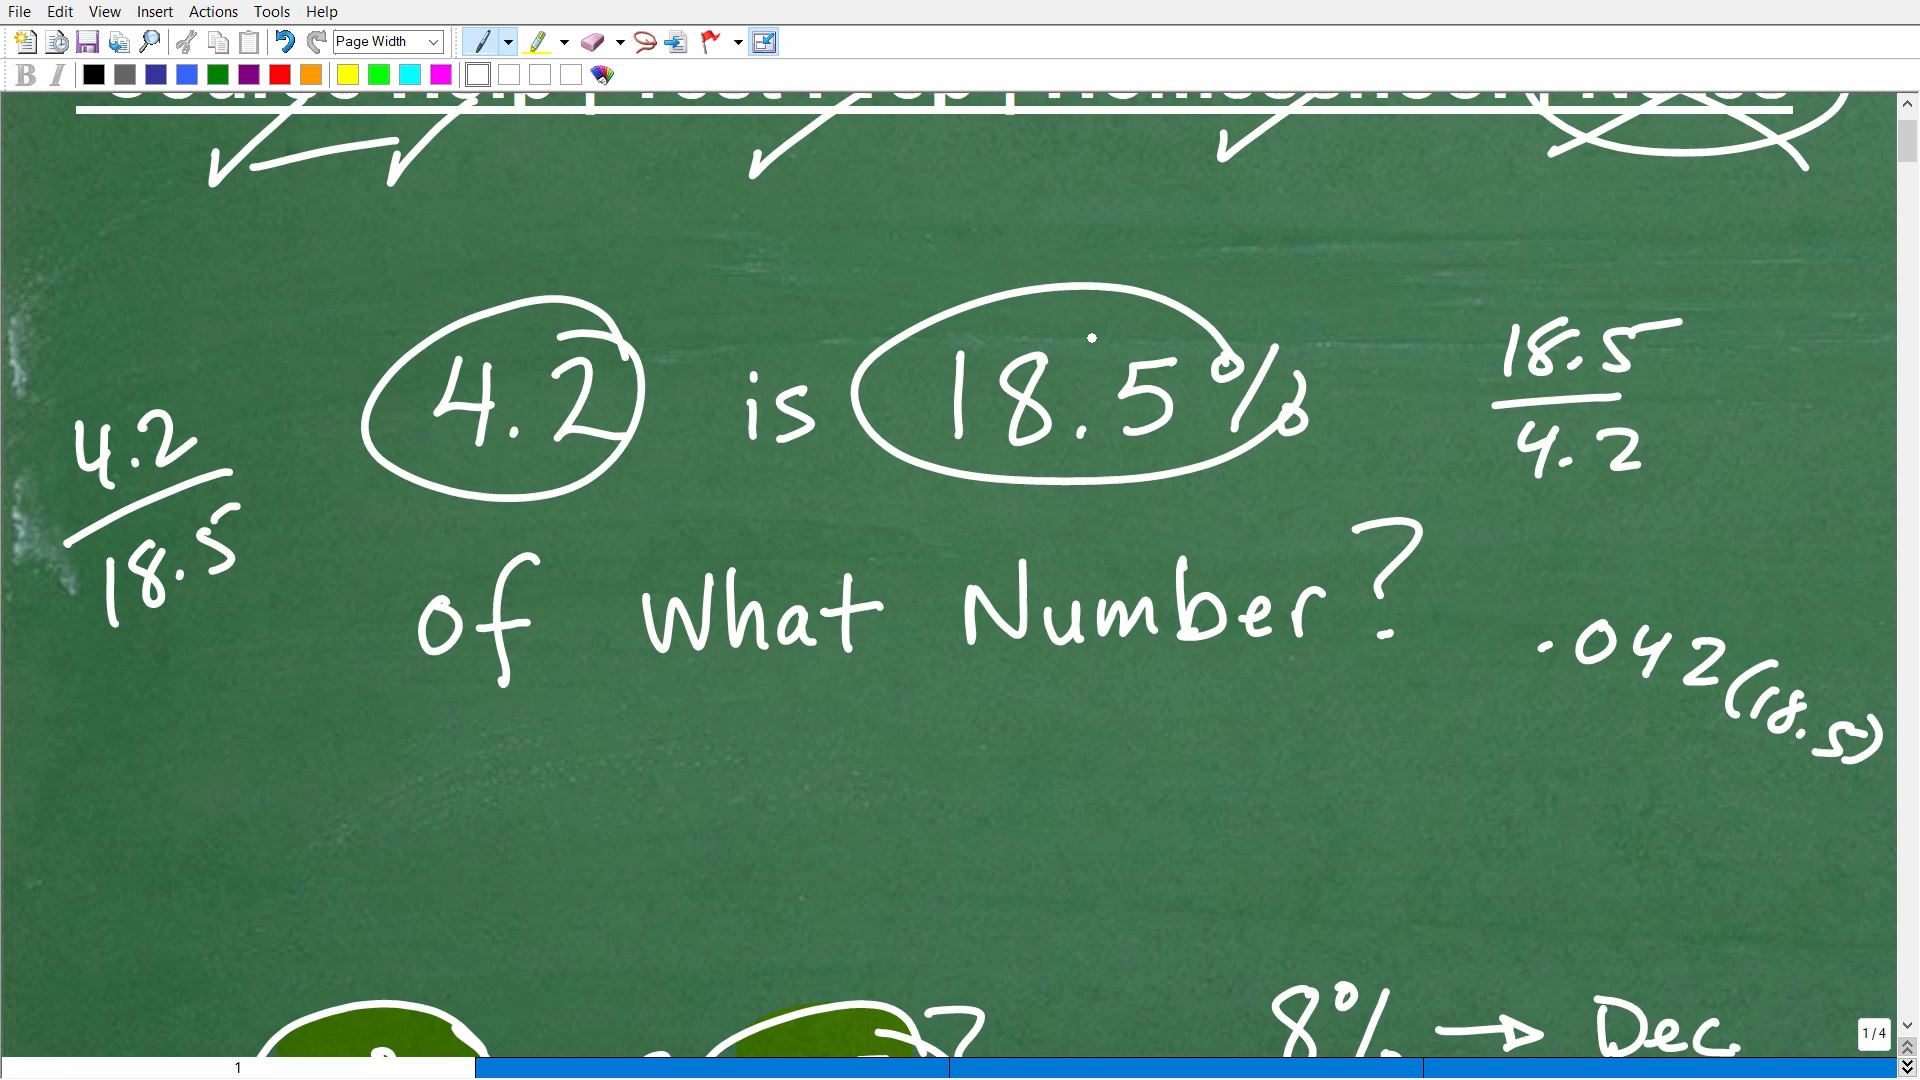 File Edit View Insert Actions Tools Help
Page Width
B I
4.2 is 18.5%
of What Number?
4.2
18.5
18.5
4.2
.042(18.5)
8% → Dec
1 / 4
1